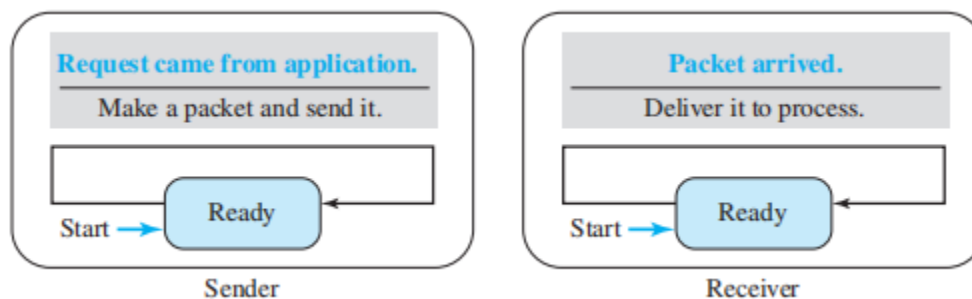 Request came from application.
Make a packet and send it.
Ready
Start
Sender
Packet arrived.
Deliver it to process.
Ready
Start
Receiver